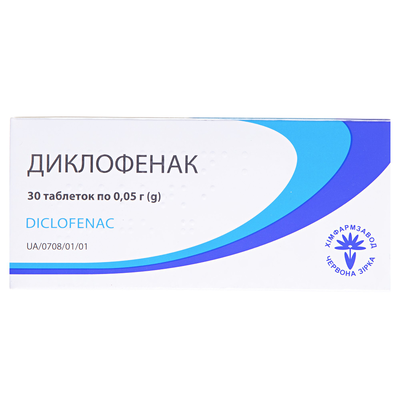 ДИКЛОФЕНАК
30 таблеток по 0,05 г (g)
DICLOFENAC
UA/0708/01/01
ХІМФАРМЗАВОД
ЧЕРВОНА ЗІРКА